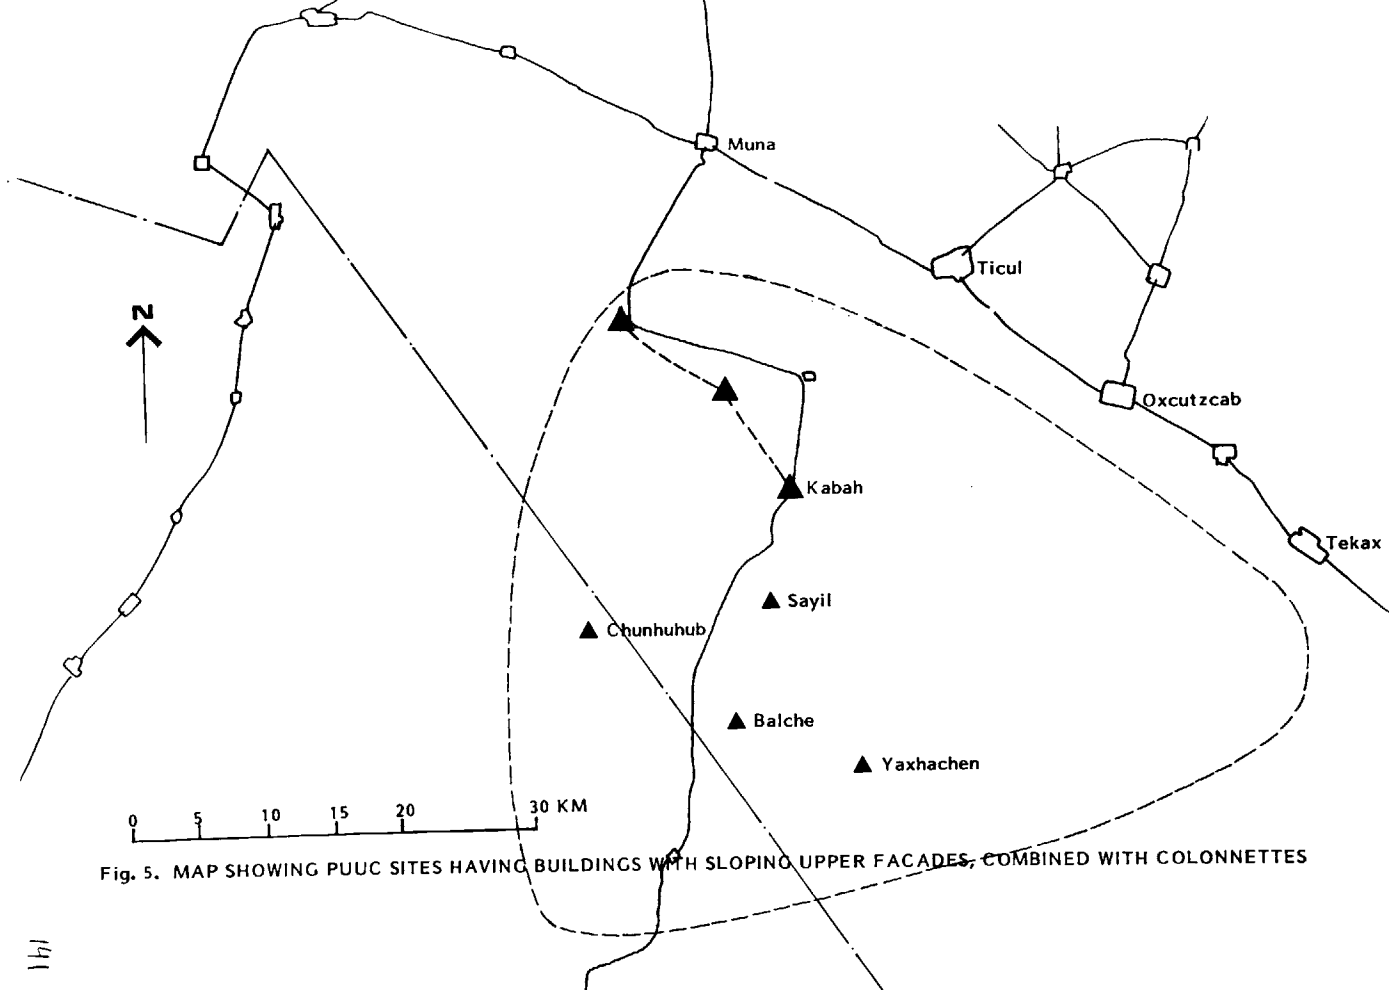 Muna
Ticul
N
Oxcutzcab
Kabah
Tekax
Sayil
Chunhuhub
Balche
Yaxhachen
0 5 10 15 20 30 KM
Fig. 5. MAP SHOWING PUUC SITES HAVING BUILDINGS WITH SLOPING UPPER FACADES, COMBINED WITH COLONNETTES
141